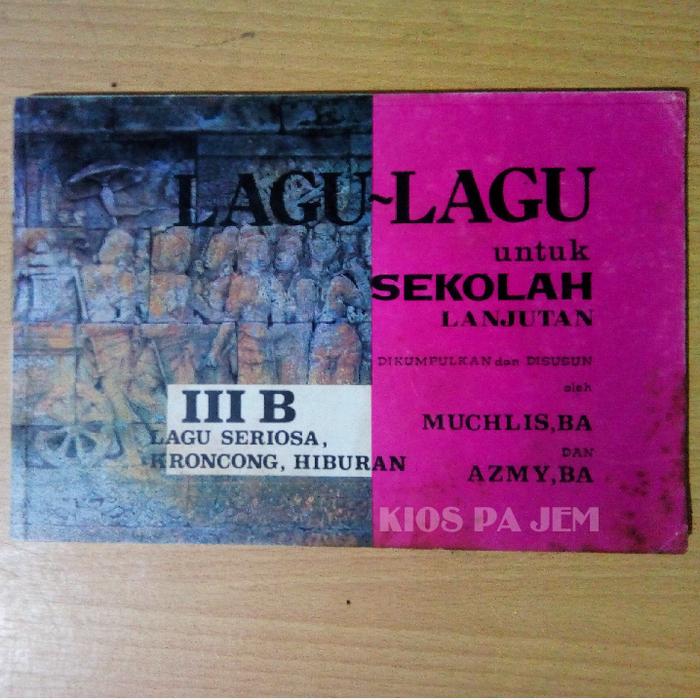 LAGU~LAGU
untuk
SEKOLAH
LANJUTAN
DIKUMPULKAN dan DISUSUN
oleh
MUCHLIS,BA
DAN
AZMY,BA
III B
LAGU SERIOSA,
KRONCONG, HIBURAN
KIOS PA JEM